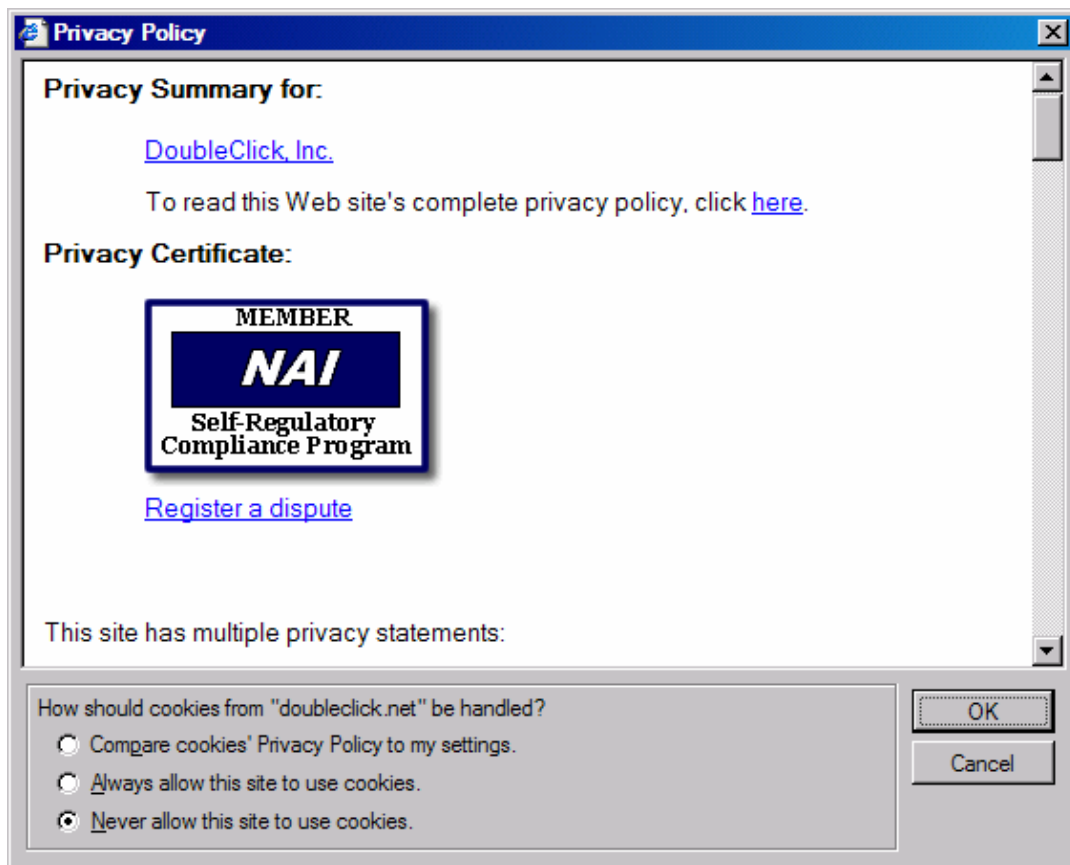 Privacy Policy
Privacy Summary for:
DoubleClick, Inc.
To read this Web site's complete privacy policy, click here.
Privacy Certificate:
MEMBER
NAI
Self-Regulatory
Compliance Program
Register a dispute
This site has multiple privacy statements:
How should cookies from "doubleclick.net" be handled?
Compare cookies' Privacy Policy to my settings.
Always allow this site to use cookies.
Never allow this site to use cookies.
OK
Cancel